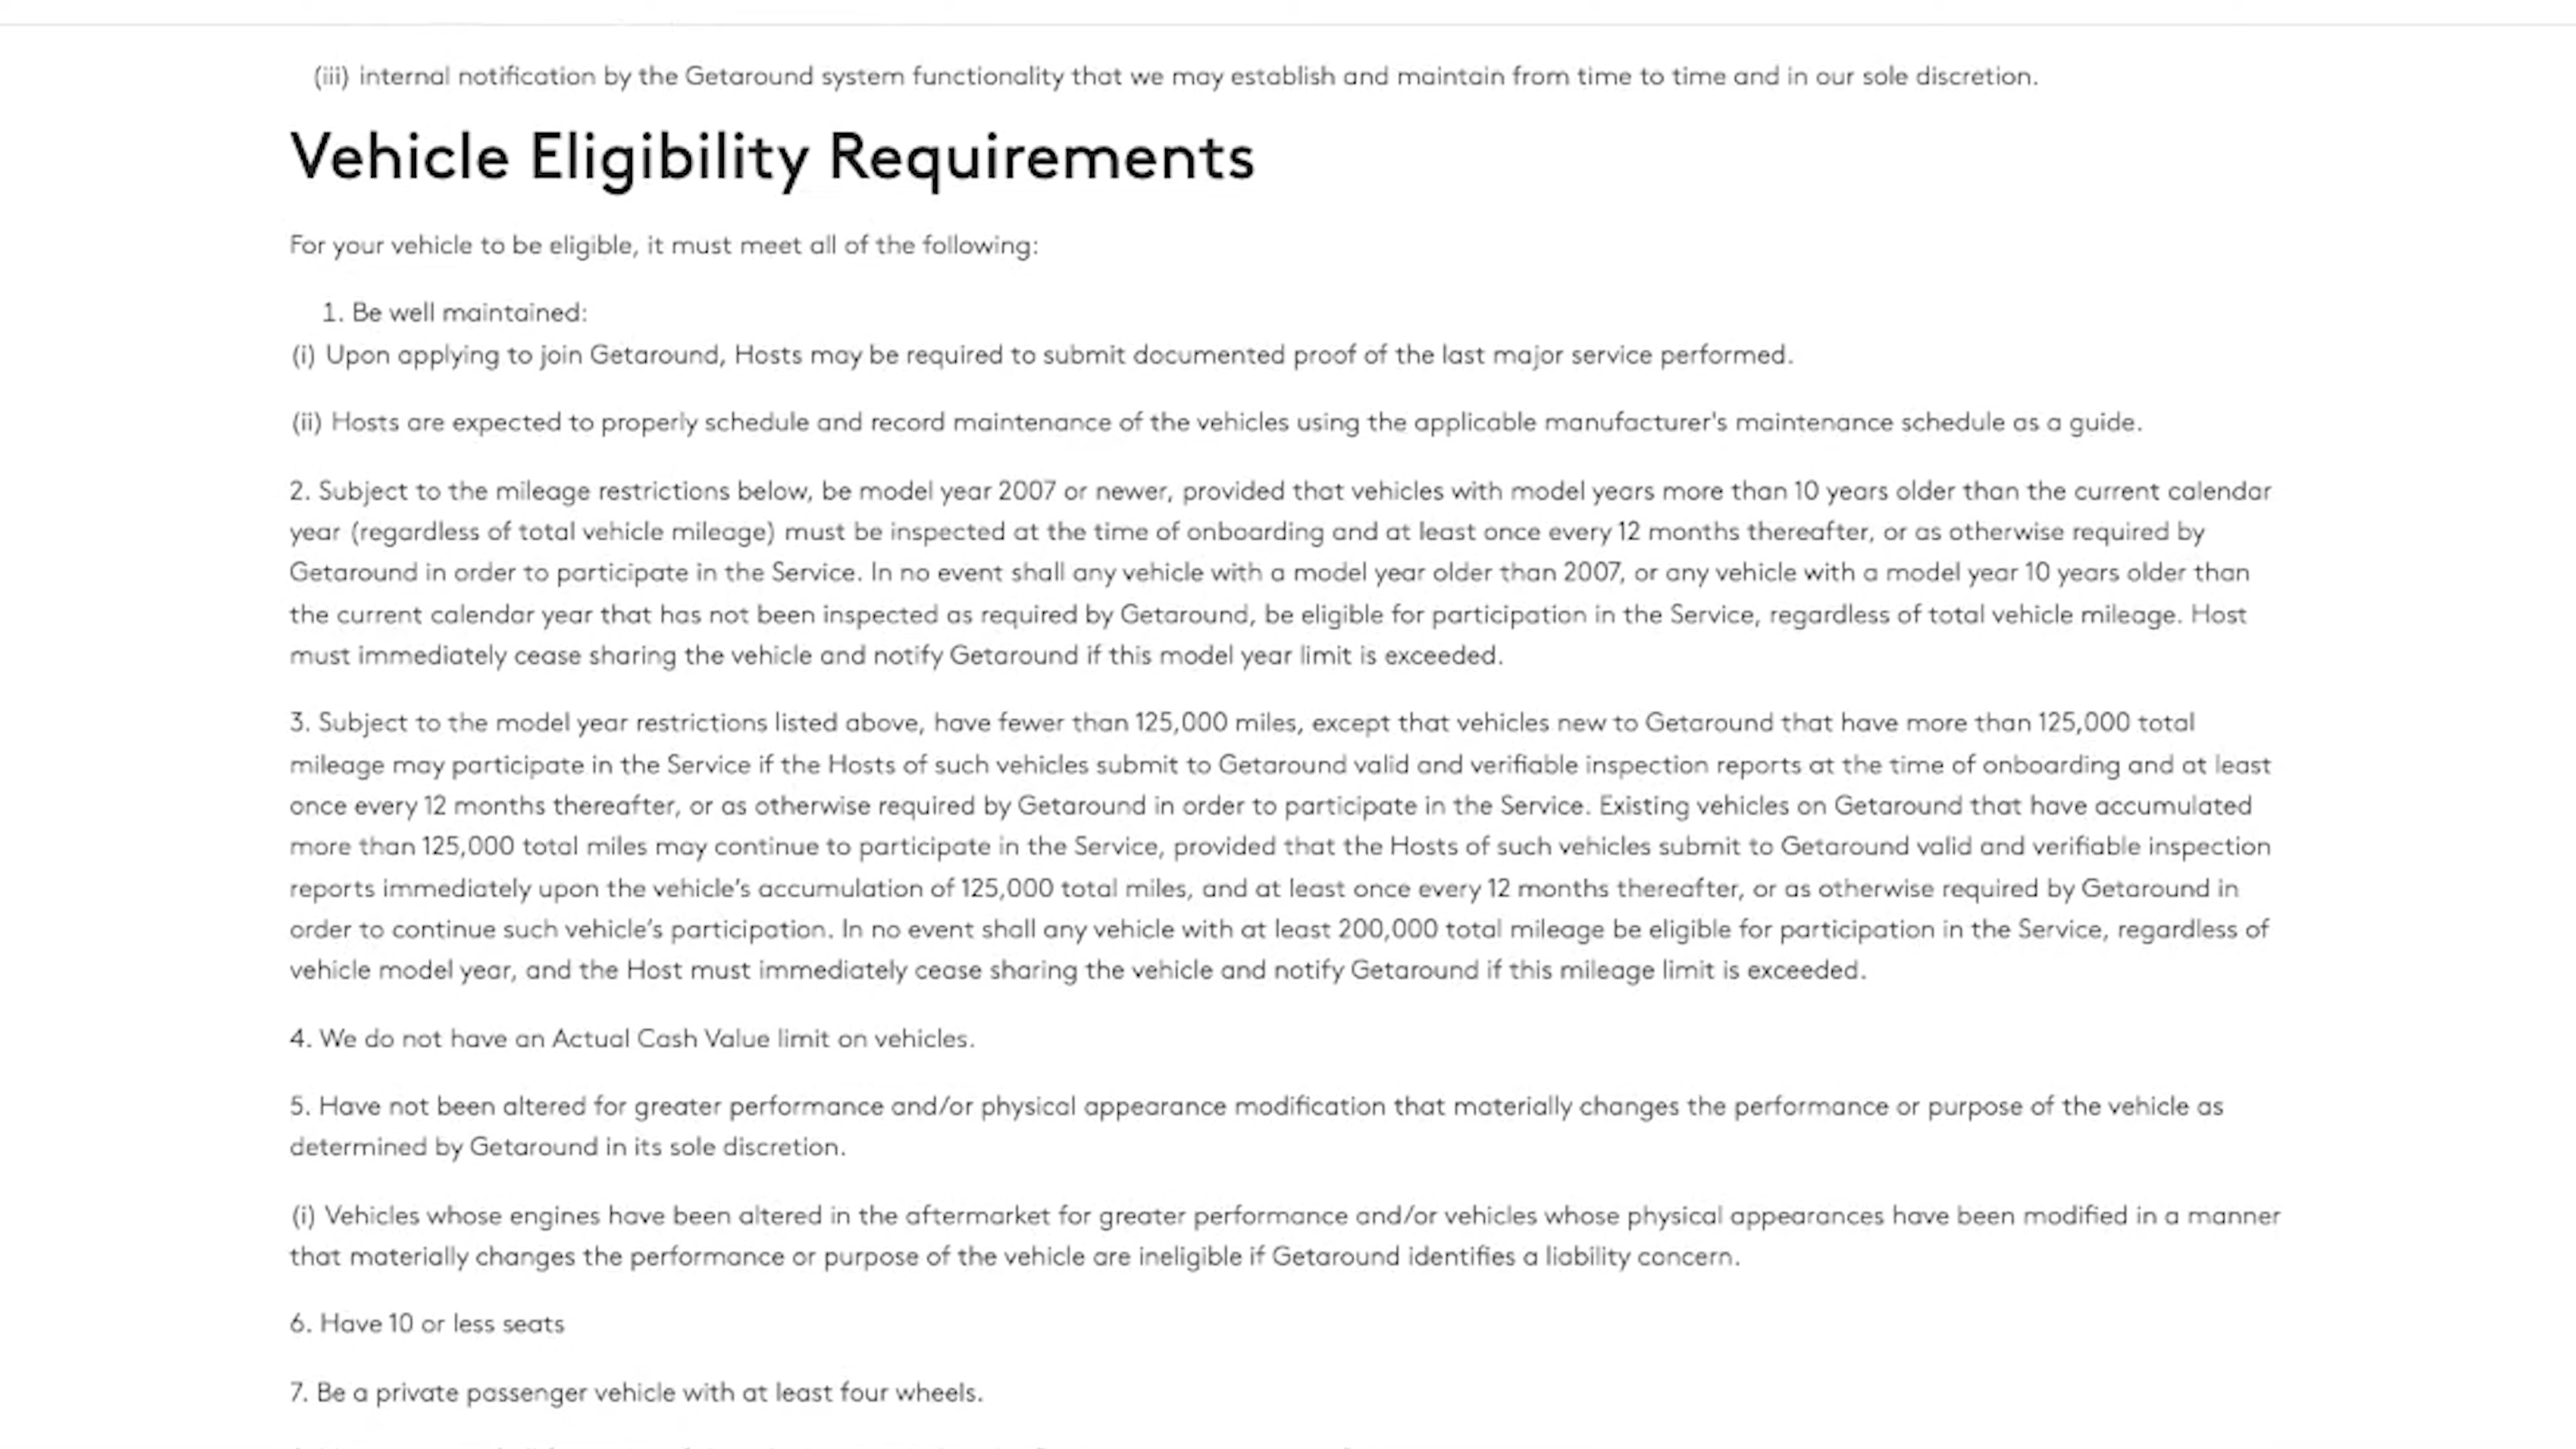 (iii) internal notification by the Getaround system functionality that we may establish and maintain from time to time and in our sole discretion.
Vehicle Eligibility Requirements
For your vehicle to be eligible, it must meet all of the following:
1. Be well maintained:
(i) Upon applying to join Getaround, Hosts may be required to submit documented proof of the last major service performed.
(ii) Hosts are expected to properly schedule and record maintenance of the vehicles using the applicable manufacturer's maintenance schedule as a guide.
2. Subject to the mileage restrictions below, be model year 2007 or newer, provided that vehicles with model years more than 10 years older than the current calendar
year (regardless of total vehicle mileage) must be inspected at the time of onboarding and at least once every 12 months thereafter, or as otherwise required by
Getaround in order to participate in the Service. In no event shall any vehicle with a model year older than 2007, or any vehicle with a model year 10 years older than
the current calendar year that has not been inspected as required by Getaround, be eligible for participation in the Service, regardless of total vehicle mileage. Host
must immediately cease sharing the vehicle and notify Getaround if this model year limit is exceeded.
3. Subject to the model year restrictions listed above, have fewer than 125,000 miles, except that vehicles new to Getaround that have more than 125,000 total
mileage may participate in the Service if the Hosts of such vehicles submit to Getaround valid and verifiable inspection reports at the time of onboarding and at least
once every 12 months thereafter, or as otherwise required by Getaround in order to participate in the Service. Existing vehicles on Getaround that have accumulated
more than 125,000 total miles may continue to participate in the Service, provided that the Hosts of such vehicles submit to Getaround valid and verifiable inspection
reports immediately upon the vehicle’s accumulation of 125,000 total miles, and at least once every 12 months thereafter, or as otherwise required by Getaround in
order to continue such vehicle’s participation. In no event shall any vehicle with at least 200,000 total mileage be eligible for participation in the Service, regardless of
vehicle model year, and the Host must immediately cease sharing the vehicle and notify Getaround if this mileage limit is exceeded.
4. We do not have an Actual Cash Value limit on vehicles.
5. Have not been altered for greater performance and/or physical appearance modification that materially changes the performance or purpose of the vehicle as
determined by Getaround in its sole discretion.
(i) Vehicles whose engines have been altered in the aftermarket for greater performance and/or vehicles whose physical appearances have been modified in a manner
that materially changes the performance or purpose of the vehicle are ineligible if Getaround identifies a liability concern.
6. Have 10 or less seats
7. Be a private passenger vehicle with at least four wheels.